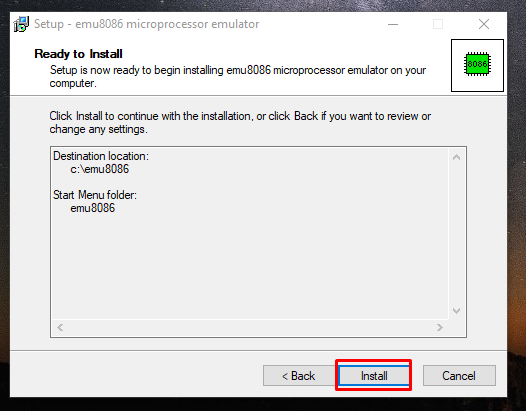 Setup - emu8086 microprocessor emulator
Ready to Install
Setup is now ready to begin installing emu8086 microprocessor emulator on your
computer.
8086
Click Install to continue with the installation, or click Back if you want to review or
change any settings.
Destination location:
c:\emu8086
Start Menu folder:
emu8086
< Back
Install
Cancel